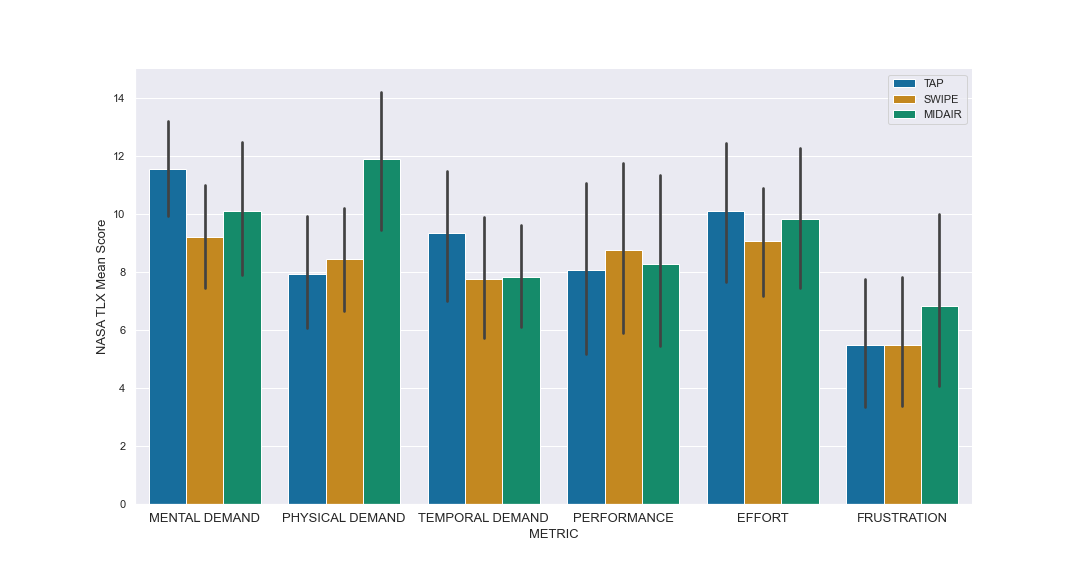 TAP
SWIPE
MIDAIR
NASA TLX Mean Score
14
12
10
8
6
4
2
0
MENTAL DEMAND PHYSICAL DEMAND TEMPORAL DEMAND PERFORMANCE EFFORT FRUSTRATION
METRIC